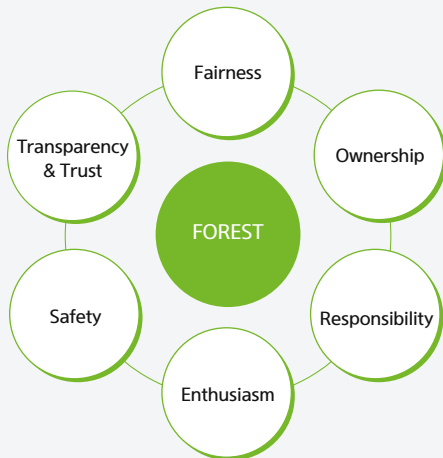 Fairness
Ownership
Responsibility
Enthusiasm
Safety
Transparency
& Trust
FOREST